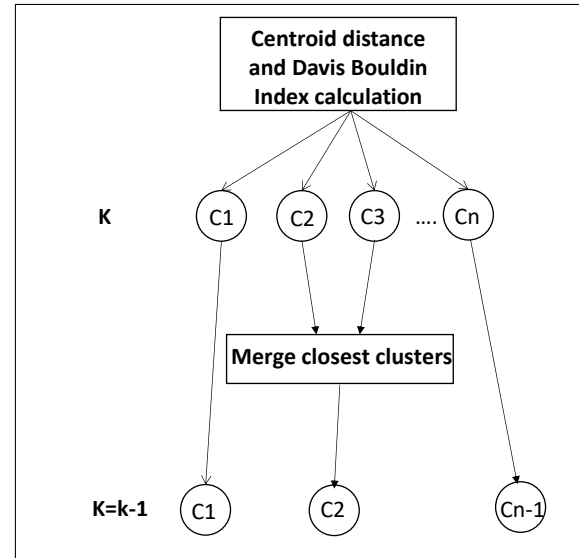 Centroid distance
and Davis Bouldin
Index calculation
K C1 C2 C3 .... Cn
Merge closest clusters
K=k-1 C1 C2 Cn-1